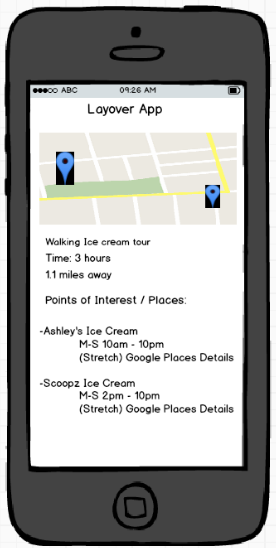 ●●●○○ ABC 09:26 AM
Layover App
Walking Ice cream tour
Time: 3 hours
1.1 miles away
Points of Interest / Places:
-Ashley's Ice Cream
M-S 10am - 10pm
(Stretch) Google Places Details
-Scoopz Ice Cream
M-S 2pm - 10pm
(Stretch) Google Places Details